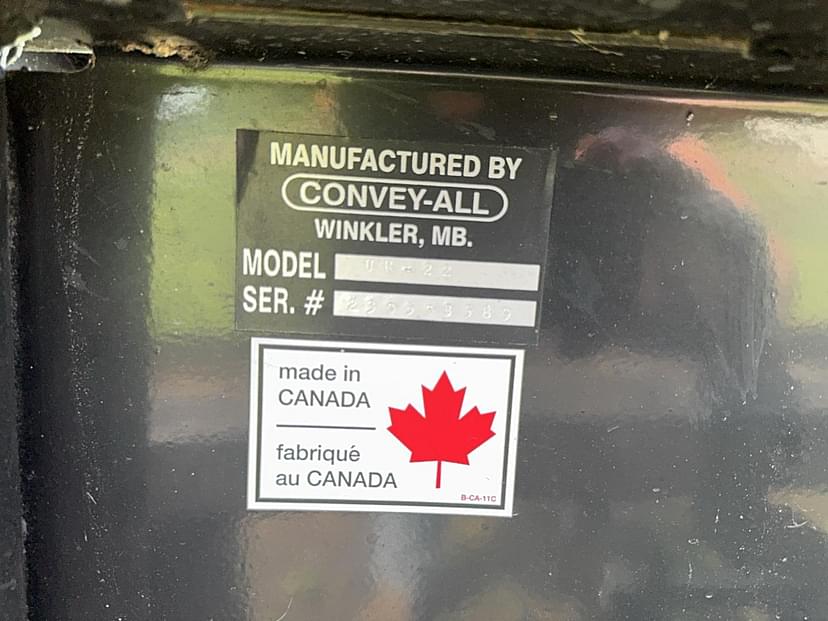 MANUFACTURED BY
CONVEY-ALL
WINKLER, MB.
MODEL
SER. #
made in
CANADA
fabriqué
au CANADA
B-CA-11C